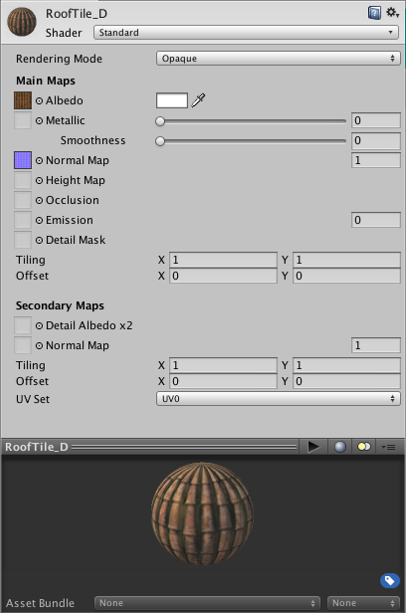 RoofTile_D
Shader Standard
Rendering Mode Opaque
Main Maps
Albedo
Metallic 0
Smoothness 0
Normal Map 1
Height Map
Occlusion
Emission 0
Detail Mask
Tiling X 1 Y 1
Offset X 0 Y 0
Secondary Maps
Detail Albedo x2
Normal Map 1
Tiling X 1 Y 1
Offset X 0 Y 0
UV Set UV0
RoofTile_D
Asset Bundle None None